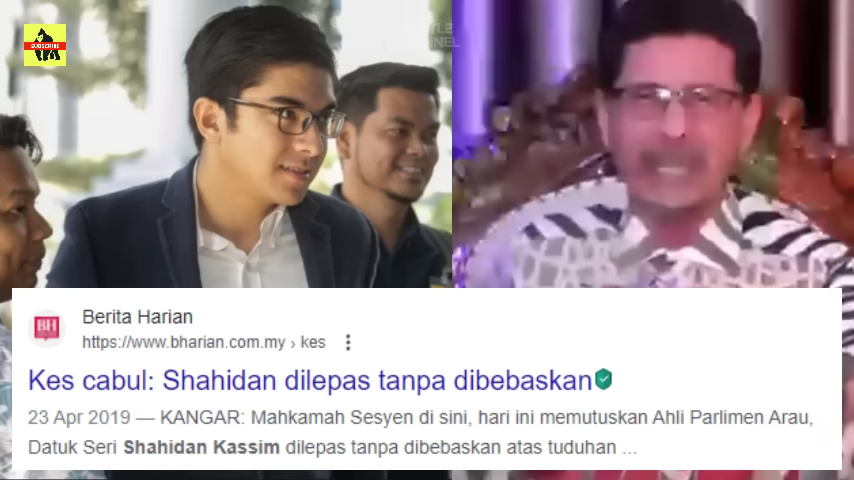 SUBSCRIBE
Berita Harian
BH
https://www.bharian.com.my › kes
Kes cabul: Shahidan dilepas tanpa dibebaskan
23 Apr 2019 — KANGAR: Mahkamah Sesyen di sini, hari ini memutuskan Ahli Parlimen Arau,
Datuk Seri Shahidan Kassim dilepas tanpa dibebaskan atas tuduhan ...